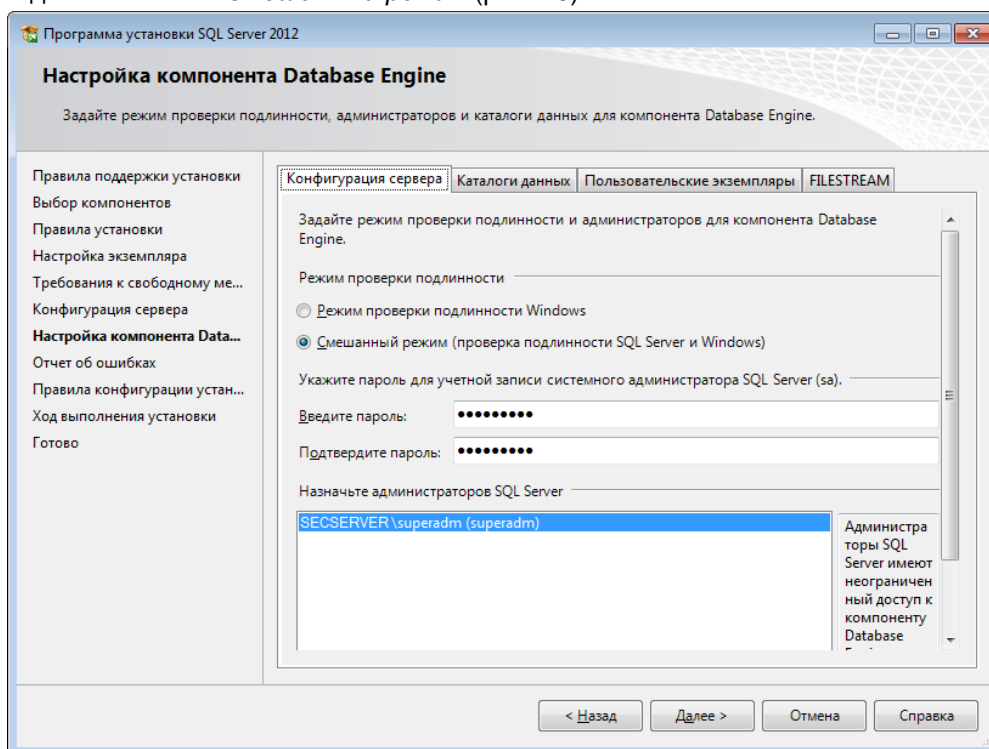 Программа установки SQL Server 2012
Настройка компонента Database Engine
Задайте режим проверки подлинности, администраторов и каталоги данных для компонента Database Engine.
Правила поддержки установки
Выбор компонентов
Правила установки
Настройка экземпляра
Требования к свободному ме...
Конфигурация сервера
Настройка компонента Data...
Отчет об ошибках
Правила конфигурации устан...
Ход выполнения установки
Готово
Конфигурация сервера Каталоги данных Пользовательские экземпляры FILESTREAM
Задайте режим проверки подлинности и администраторов для компонента Database
Engine.
Режим проверки подлинности
Режим проверки подлинности Windows
Смешанный режим (проверка подлинности SQL Server и Windows)
Укажите пароль для учетной записи системного администратора SQL Server (sa).
Введите пароль: •••••••••
Подтвердите пароль: •••••••••
Назначьте администраторов SQL Server
SECSERVER\superadm (superadm)
Администра
торы SQL
Server имеют
неограничен
ный доступ к
компоненту
Database
< Назад Далее > Отмена Справка